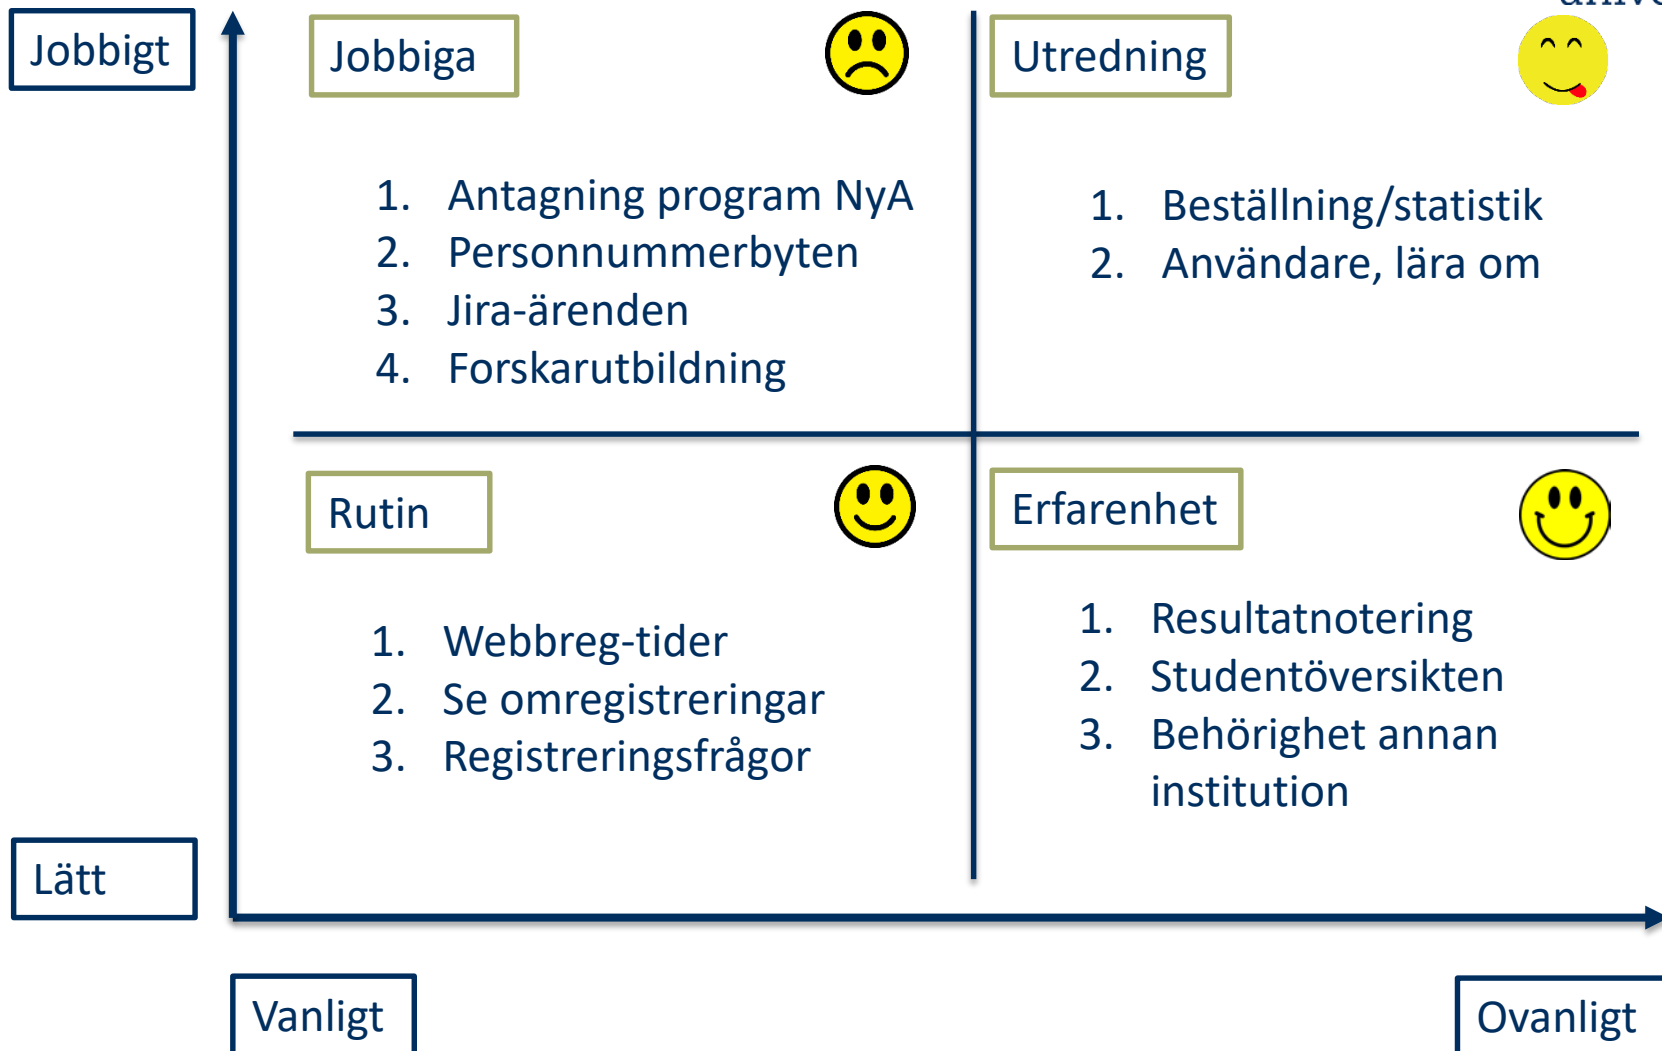 Jobbigt
Jobbiga
1. Antagning program NyA
2. Personnummerbyten
3. Jira-ärenden
4. Forskarutbildning
Utredning
1. Beställning/statistik
2. Användare, lära om
Rutin
1. Webbreg-tider
2. Se omregistreringar
3. Registreringsfrågor
Erfarenhet
1. Resultatnotering
2. Studentöversikten
3. Behörighet annan
institution
Lätt
Vanligt
Ovanligt